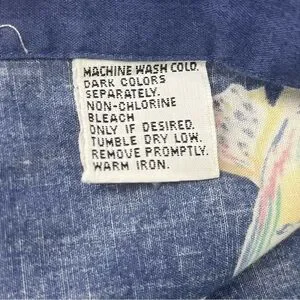 MACHINE WASH COLD.
DARK COLORS
SEPARATELY.
NON-CHLORINE
BLEACH
ONLY IF DESIRED.
TUMBLE DRY LOW.
REMOVE PROMPTLY.
WARM IRON.